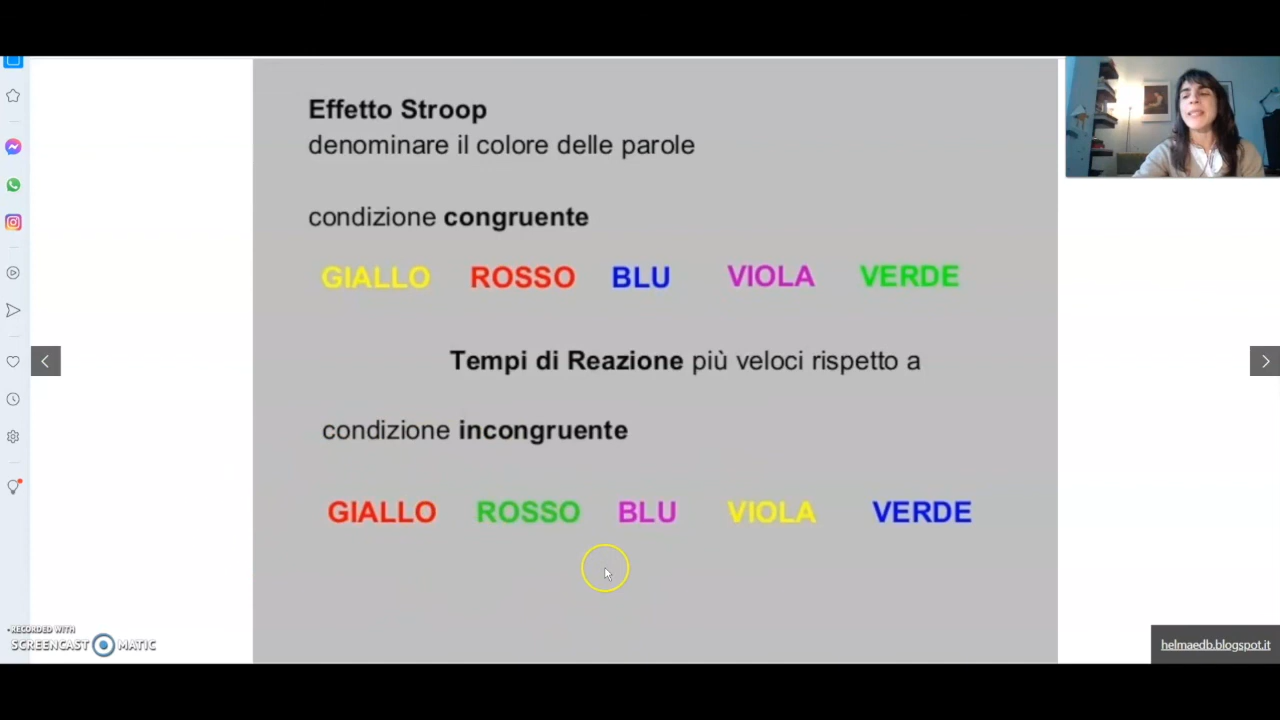 Effetto Stroop
denominare il colore delle parole
condizione congruente
GIALLO ROSSO BLU VIOLA VERDE
Tempi di Reazione più veloci rispetto a
condizione incongruente
GIALLO ROSSO BLU VIOLA VERDE
RECORDED WITH
SCREENCAST MATIC
helmaedb.blogspot.it